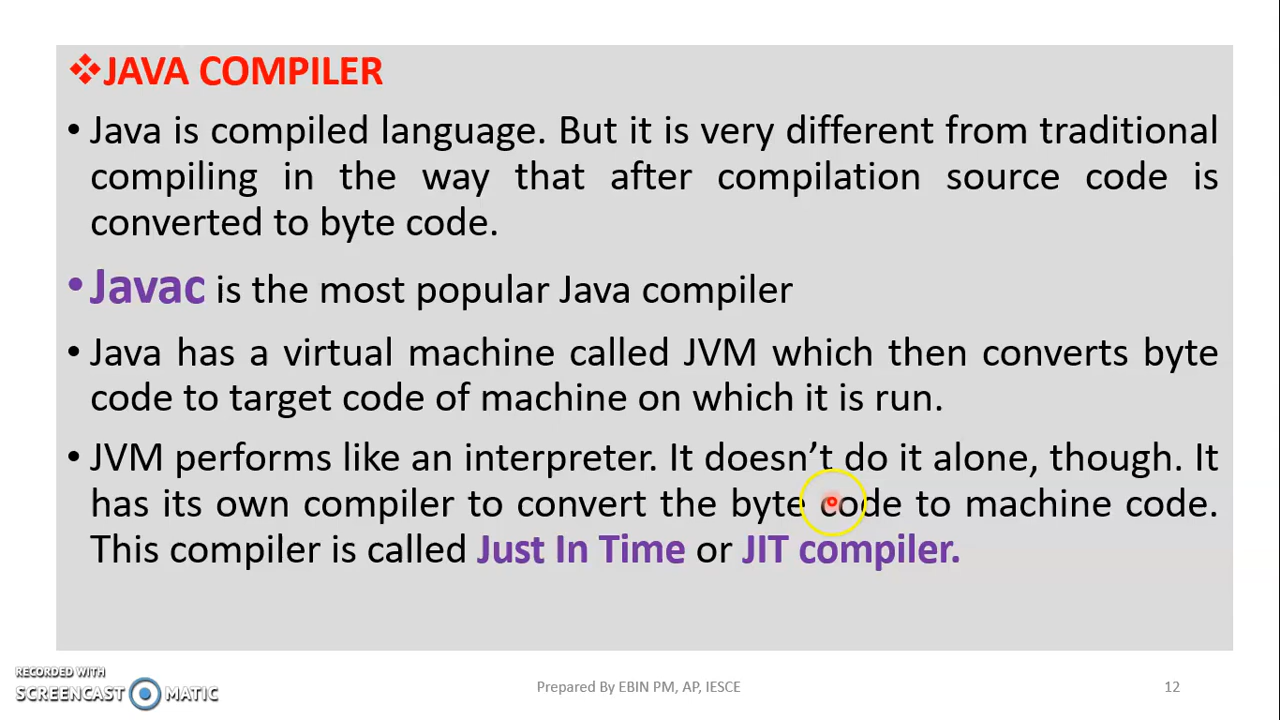 ❖JAVA COMPILER
• Java is compiled language. But it is very different from traditional
compiling in the way that after compilation source code is
converted to byte code.
• Javac is the most popular Java compiler
• Java has a virtual machine called JVM which then converts byte
code to target code of machine on which it is run.
• JVM performs like an interpreter. It doesn’t do it alone, though. It
has its own compiler to convert the byte code to machine code.
This compiler is called Just In Time or JIT compiler.
RECORDED WITH
SCREENCAST MATIC
Prepared By EBIN PM, AP, IESCE
12